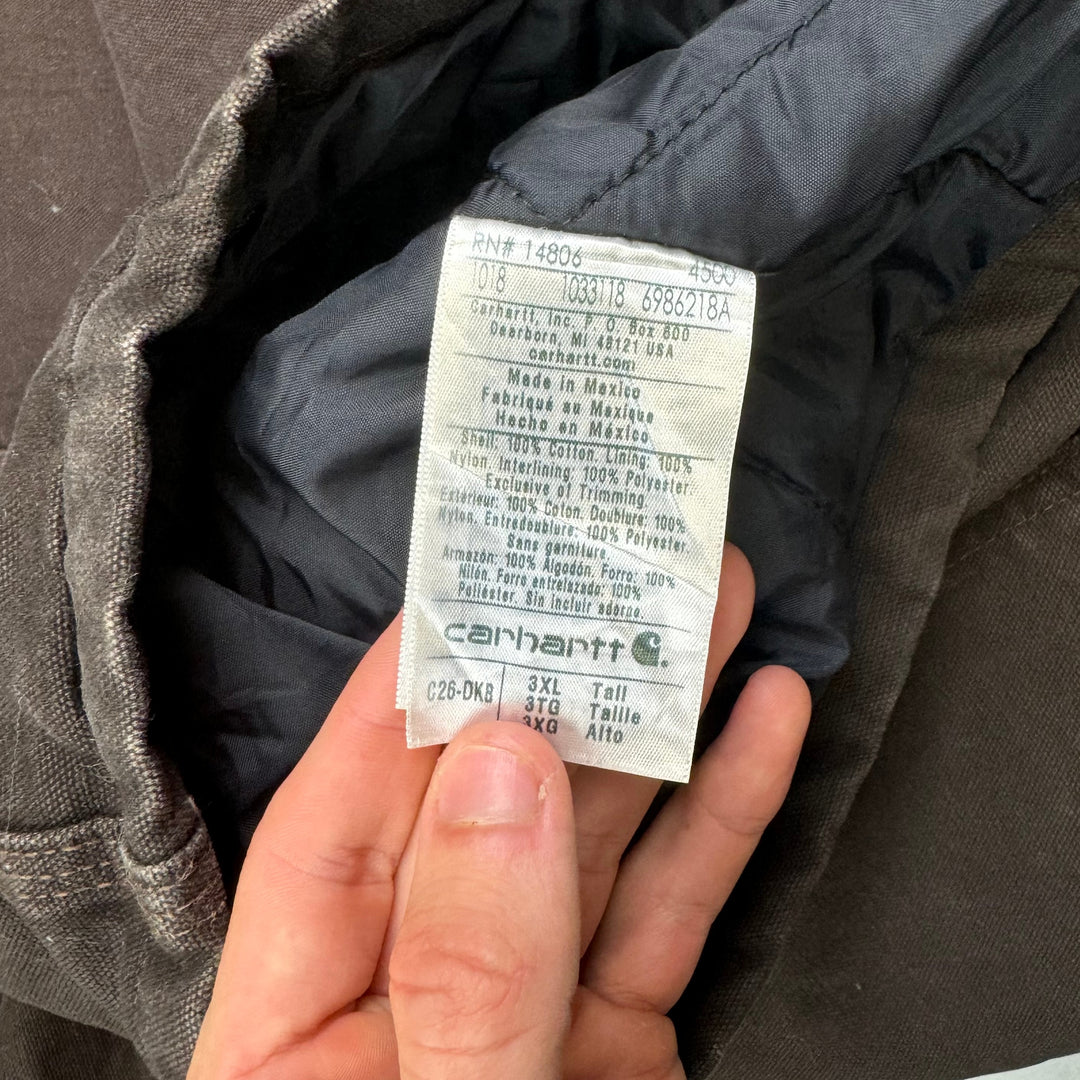 RN# 14806 4500
1018 1033118 6986218A
Carhartt, Inc. P. O. Box 600
Dearborn, MI 48121 USA
carhartt.com
Made in Mexico
Fabriqué su Mexique
Hecho en México
Shell: 100% Cotton. Lining: 100%
Nylon. Interlining 100% Polyester.
Exclusive of Trimming
Extérieur: 100% Coton. Doublure: 100%
Nylon. Entredoublure: 100% Polyester.
Sans garniture.
Armazón: 100% Algodón. Forro: 100%
Nilón. Forro entrelazado: 100%
Poliéster. Sin incluir adorno.
carhartt
C26-DKB 3XL Tall
3TG Taille
3XG Alto